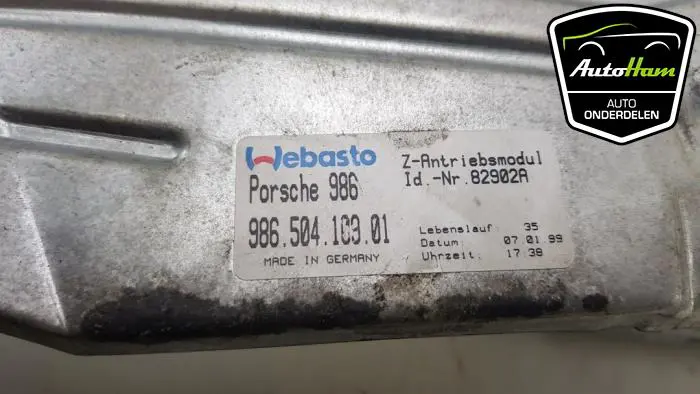 AutoHam
AUTO
ONDERDELEN
Webasto
Porsche 986
986.504.103.01
MADE IN GERMANY
Z-Antriebsmodul
Id.-Nr.82902A
Lebenslauf: 35
Datum: 07.01.99
Uhrzeit: 17:38